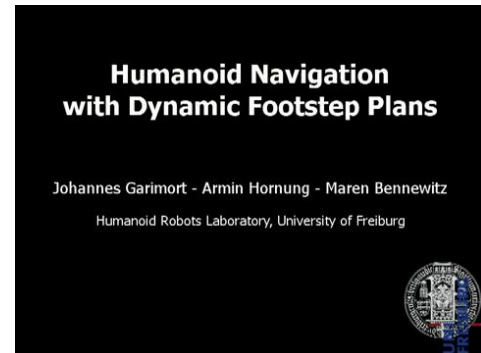 Humanoid Navigation
with Dynamic Footstep Plans
Johannes Garimort - Armin Hornung - Maren Bennewitz
Humanoid Robots Laboratory, University of Freiburg